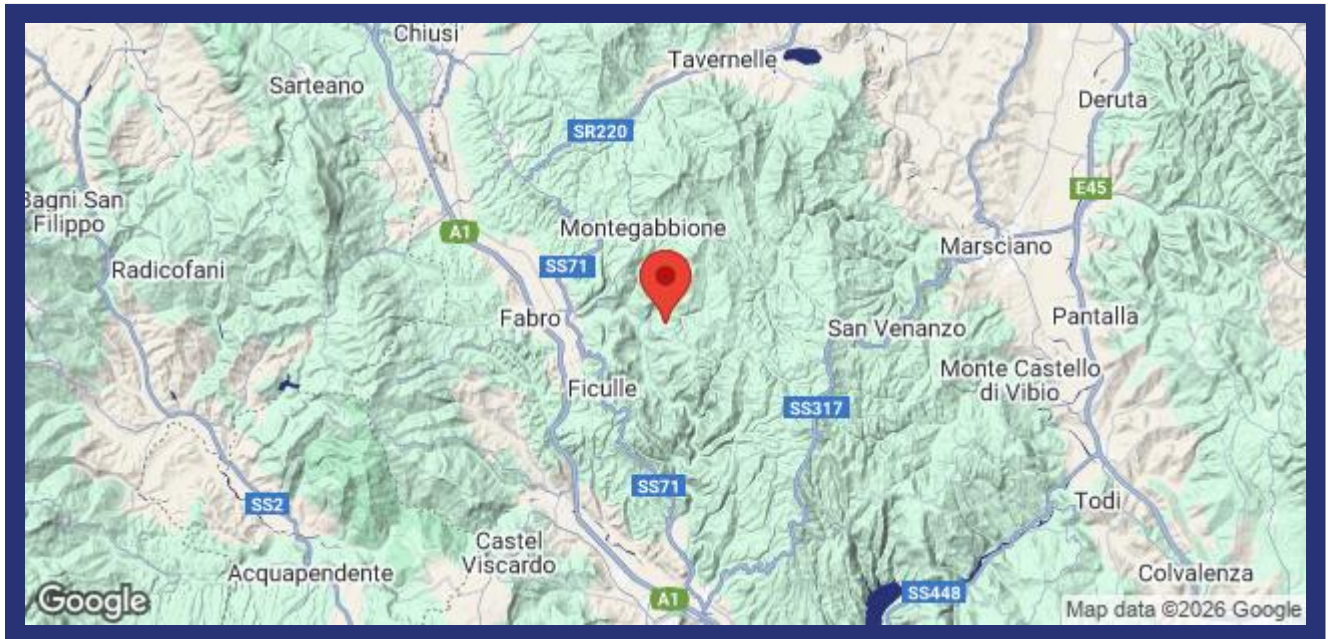 Chiusi
Tavernelle
Sarteano
Deruta
SR220
E45
Bagni San
Filippo
Montegabbione
A1
Marsciano
SS71
Radicofani
Fabro
San Venanzo
Pantalla
Monte Castello
di Vibio
Ficulle
SS317
SS71
SS2
Todi
Castel
Viscardo
Acquapendente
Colvalenza
SS448
A1
Google
Map data ©2026 Google